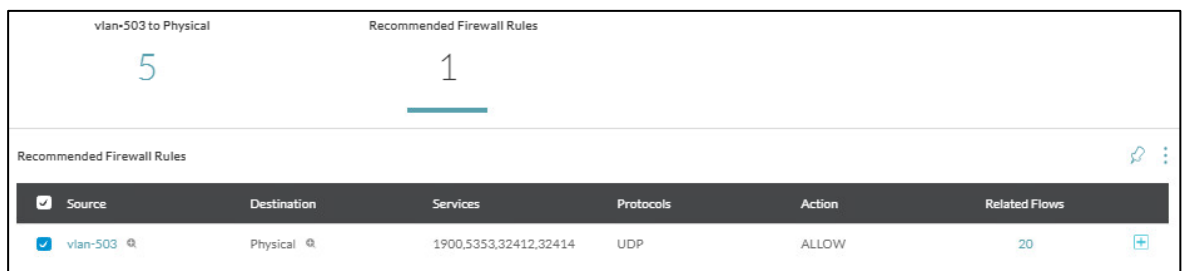 vlan-503 to Physical Recommended Firewall Rules
5 1
Recommended Firewall Rules
Source Destination Services Protocols Action Related Flows
vlan-503 Physical 1900,5353,32412,32414 UDP ALLOW 20